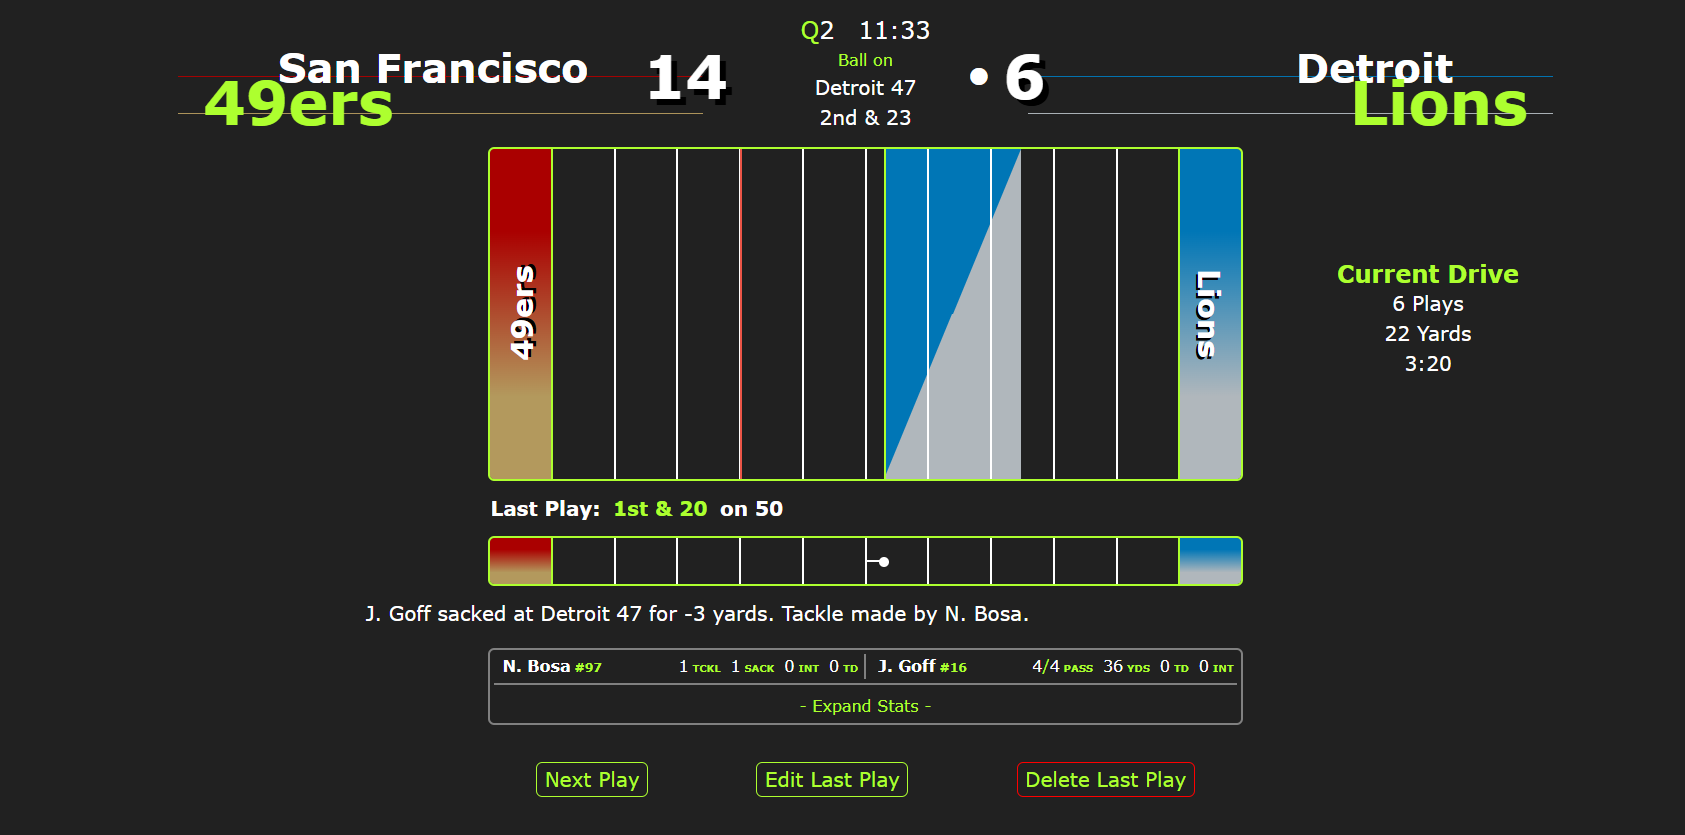 Q2 11:33
San Francisco
49ers
14
Ball on
Detroit 47
2nd & 23
• 6
Detroit
Lions
49ers
Lions
Current Drive
6 Plays
22 Yards
3:20
Last Play: 1st & 20 on 50
J. Goff sacked at Detroit 47 for -3 yards. Tackle made by N. Bosa.
N. Bosa #97 1 TCKL 1 SACK 0 INT 0 TD
J. Goff #16 4/4 PASS 36 YDS 0 TD 0 INT
- Expand Stats -
Next Play
Edit Last Play
Delete Last Play